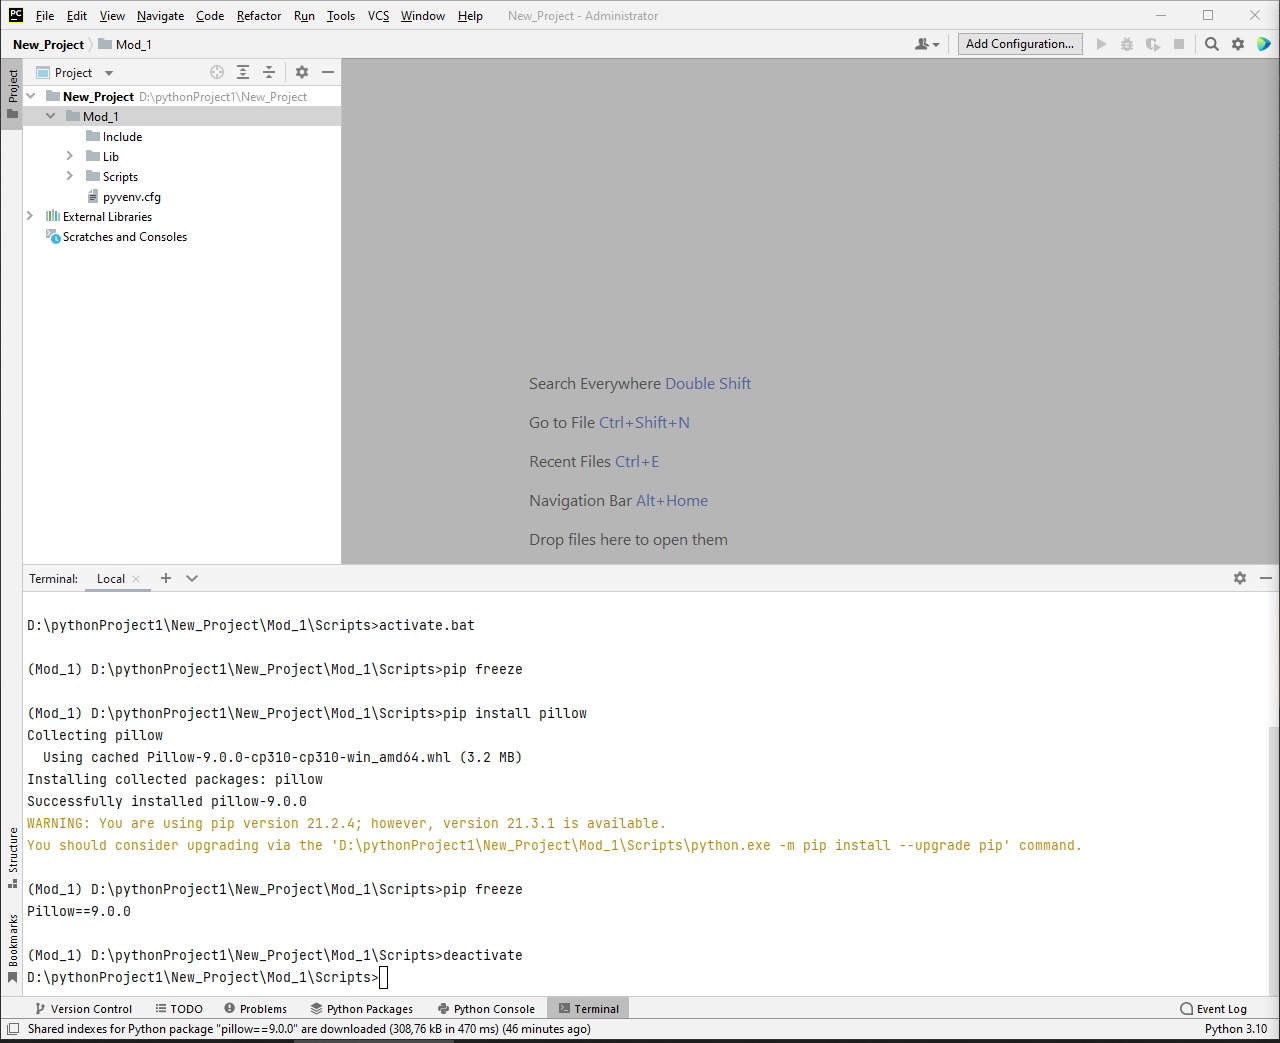 PC File Edit View Navigate Code Refactor Run Tools VCS Window Help New_Project - Administrator
New_Project Mod_1 Add Configuration...
Project
Project
New_Project D:\pythonProject1\New_Project
Mod_1
Include
Lib
Scripts
pyvenv.cfg
External Libraries
Scratches and Consoles
Search Everywhere Double Shift
Go to File Ctrl+Shift+N
Recent Files Ctrl+E
Navigation Bar Alt+Home
Drop files here to open them
Terminal: Local
D:\pythonProject1\New_Project\Mod_1\Scripts>activate.bat
(Mod_1) D:\pythonProject1\New_Project\Mod_1\Scripts>pip freeze
(Mod_1) D:\pythonProject1\New_Project\Mod_1\Scripts>pip install pillow
Collecting pillow
Using cached Pillow-9.0.0-cp310-cp310-win_amd64.whl (3.2 MB)
Installing collected packages: pillow
Successfully installed pillow-9.0.0
WARNING: You are using pip version 21.2.4; however, version 21.3.1 is available.
You should consider upgrading via the 'D:\pythonProject1\New_Project\Mod_1\Scripts\python.exe -m pip install --upgrade pip' command.
(Mod_1) D:\pythonProject1\New_Project\Mod_1\Scripts>pip freeze
Pillow==9.0.0
(Mod_1) D:\pythonProject1\New_Project\Mod_1\Scripts>deactivate
D:\pythonProject1\New_Project\Mod_1\Scripts>
Structure
Bookmarks
Version Control TODO Problems Python Packages Python Console Terminal Event Log
Shared indexes for Python package "pillow==9.0.0" are downloaded (308,76 kB in 470 ms) (46 minutes ago) Python 3.10